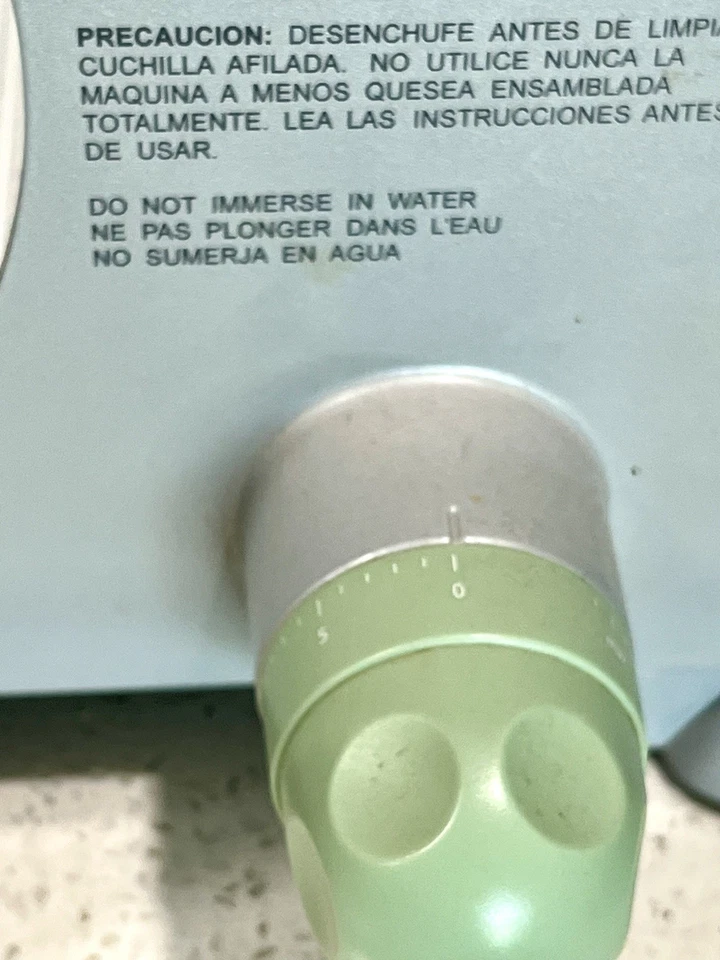 PRECAUCION: DESENCHUFE ANTES DE LIMPIA
CUCHILLA AFILADA. NO UTILICE NUNCA LA
MAQUINA A MENOS QUESEA ENSAMBLADA
TOTALMENTE. LEA LAS INSTRUCCIONES ANTES
DE USAR.
DO NOT IMMERSE IN WATER
NE PAS PLONGER DANS L'EAU
NO SUMERJA EN AGUA
0
5